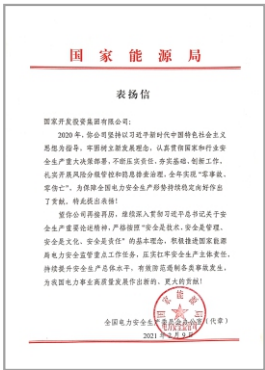 国家能源局
表扬信
国家开发投资集团有限公司：
2020年，你公司坚持以习近平新时代中国特色社会主义
思想为指导，牢固树立新发展理念，认真贯彻国家和行业安
全生产重大决策部署，不断压实责任，夯实基础，创新工作，
扎实开展风险分级管控和隐患排查治理，全年实现“零事故、
零伤亡”，为保障全国电力安全生产形势持续稳定向好作出
了贡献，特此提出表扬！
望你公司再接再厉，继续深入贯彻习近平总书记关于安
全生产重要论述精神，严格按照“安全是技术，安全是管理，
安全是文化，安全是责任”的基本理念，积极推进国家能源
局电力安全监管重点工作任务，压实扛牢安全生产主体责任，
持续提升安全生产总体水平，有效防范遏制各类事故发生，
为我国电力事业高质量发展作出新的、更大的贡献！
全国电力安全生产委员会办公室（代章）
2021年2月9日
国家能源局